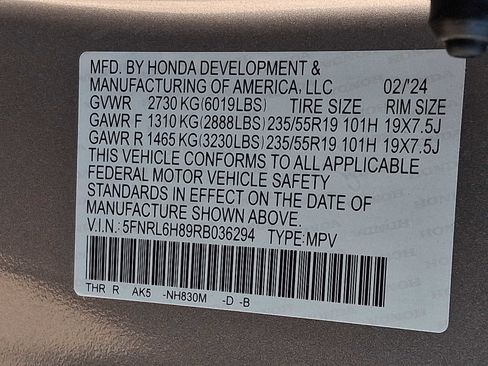 MFD. BY HONDA DEVELOPMENT &
MANUFACTURING OF AMERICA, LLC 02/'24
GVWR 2730 KG (6019LBS) TIRE SIZE RIM SIZE
GAWR F 1310 KG (2888LBS) 235/55R19 101H 19X7.5J
GAWR R 1465 KG (3230LBS) 235/55R19 101H 19X7.5J
THIS VEHICLE CONFORMS TO ALL APPLICABLE
FEDERAL MOTOR VEHICLE SAFETY
STANDARDS IN EFFECT ON THE DATE OF
MANUFACTURE SHOWN ABOVE.
V.I.N.: 5FNRL6H89RB036294 TYPE:MPV
THR R AK5 -NH830M -D -B